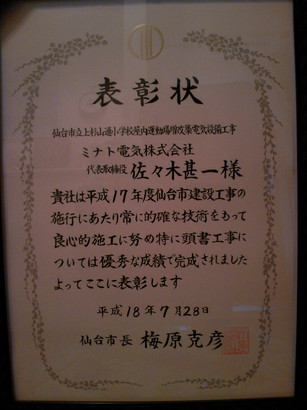 表彰状
仙台市立上杉山通小学校屋内運動場増改築電気設備工事
ミナト電気株式会社
代表取締役 佐々木甚一様
貴社は平成17年度仙台市建設工事の
施行にあたり常に的確な技術をもって
良心的施工に努め特に頭書工事に
ついては優秀な成績で完成されました
よってここに表彰します
平成18年7月28日
仙台市長 梅原克彦